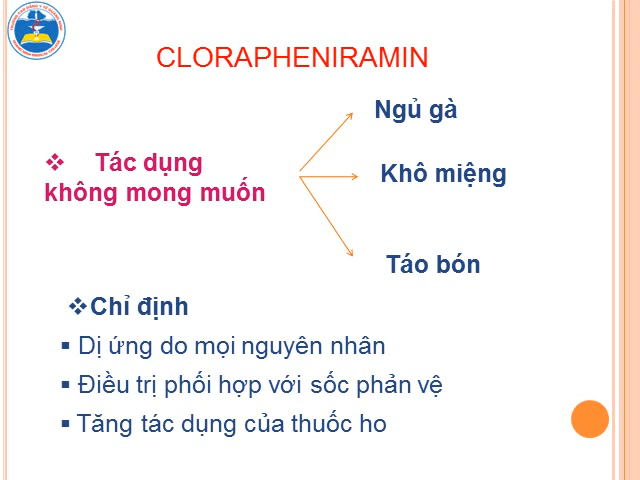 CLORAPHENIRAMIN
Ngủ gà
❖ Tác dụng
không mong muốn
Khô miệng
Táo bón
❖Chỉ định
▪ Dị ứng do mọi nguyên nhân
▪ Điều trị phối hợp với sốc phản vệ
▪ Tăng tác dụng của thuốc ho